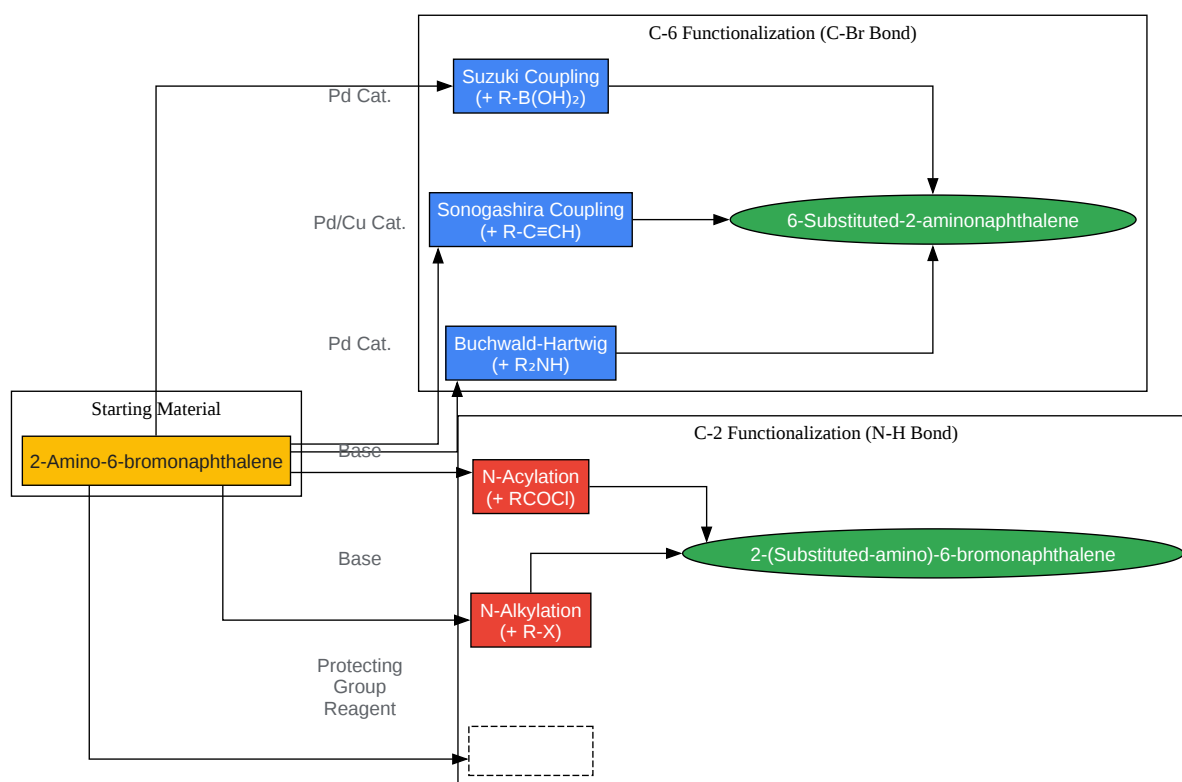 C-6 Functionalization (C-Br Bond)
Suzuki Coupling
(+ R-B(OH)₂)
Pd Cat.
Sonogashira Coupling
(+ R-C≡CH)
Pd/Cu Cat.
6-Substituted-2-aminonaphthalene
Buchwald-Hartwig
(+ R₂NH)
Pd Cat.
Starting Material
2-Amino-6-bromonaphthalene
C-2 Functionalization (N-H Bond)
Base
N-Acylation
(+ RCOCl)
2-(Substituted-amino)-6-bromonaphthalene
Base
N-Alkylation
(+ R-X)
Protecting
Group
Reagent